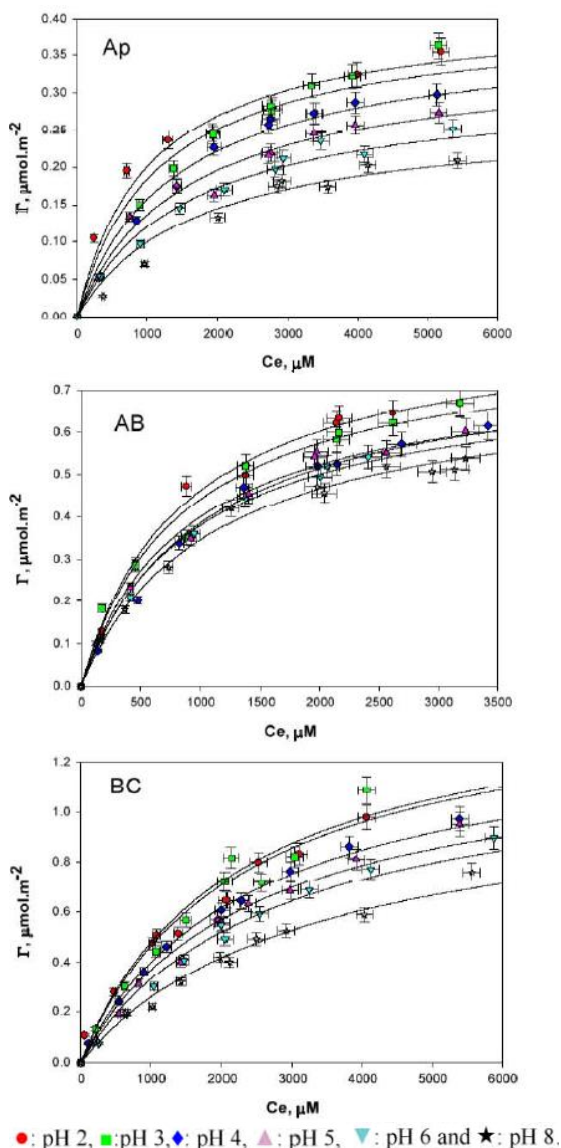 0.40
Ap
0.35
0.30
0.25
0.20
0.15
0.10
0.05
0.00
Γ, µmol.m-2
0 1000 2000 3000 4000 5000 6000
Ce, µM
0.7
AB
0.6
0.5
0.4
0.3
0.2
0.1
0.0
Γ, µmol.m-2
0 500 1000 1500 2000 2500 3000 3500
Ce, µM
1.2
BC
1.0
0.8
0.6
0.4
0.2
0.0
Γ, µmol.m-2
0 1000 2000 3000 4000 5000 6000
Ce, µM
●: pH 2, ■:pH 3,◆: pH 4, ▲: pH 5, ▼: pH 6 and ★: pH 8.